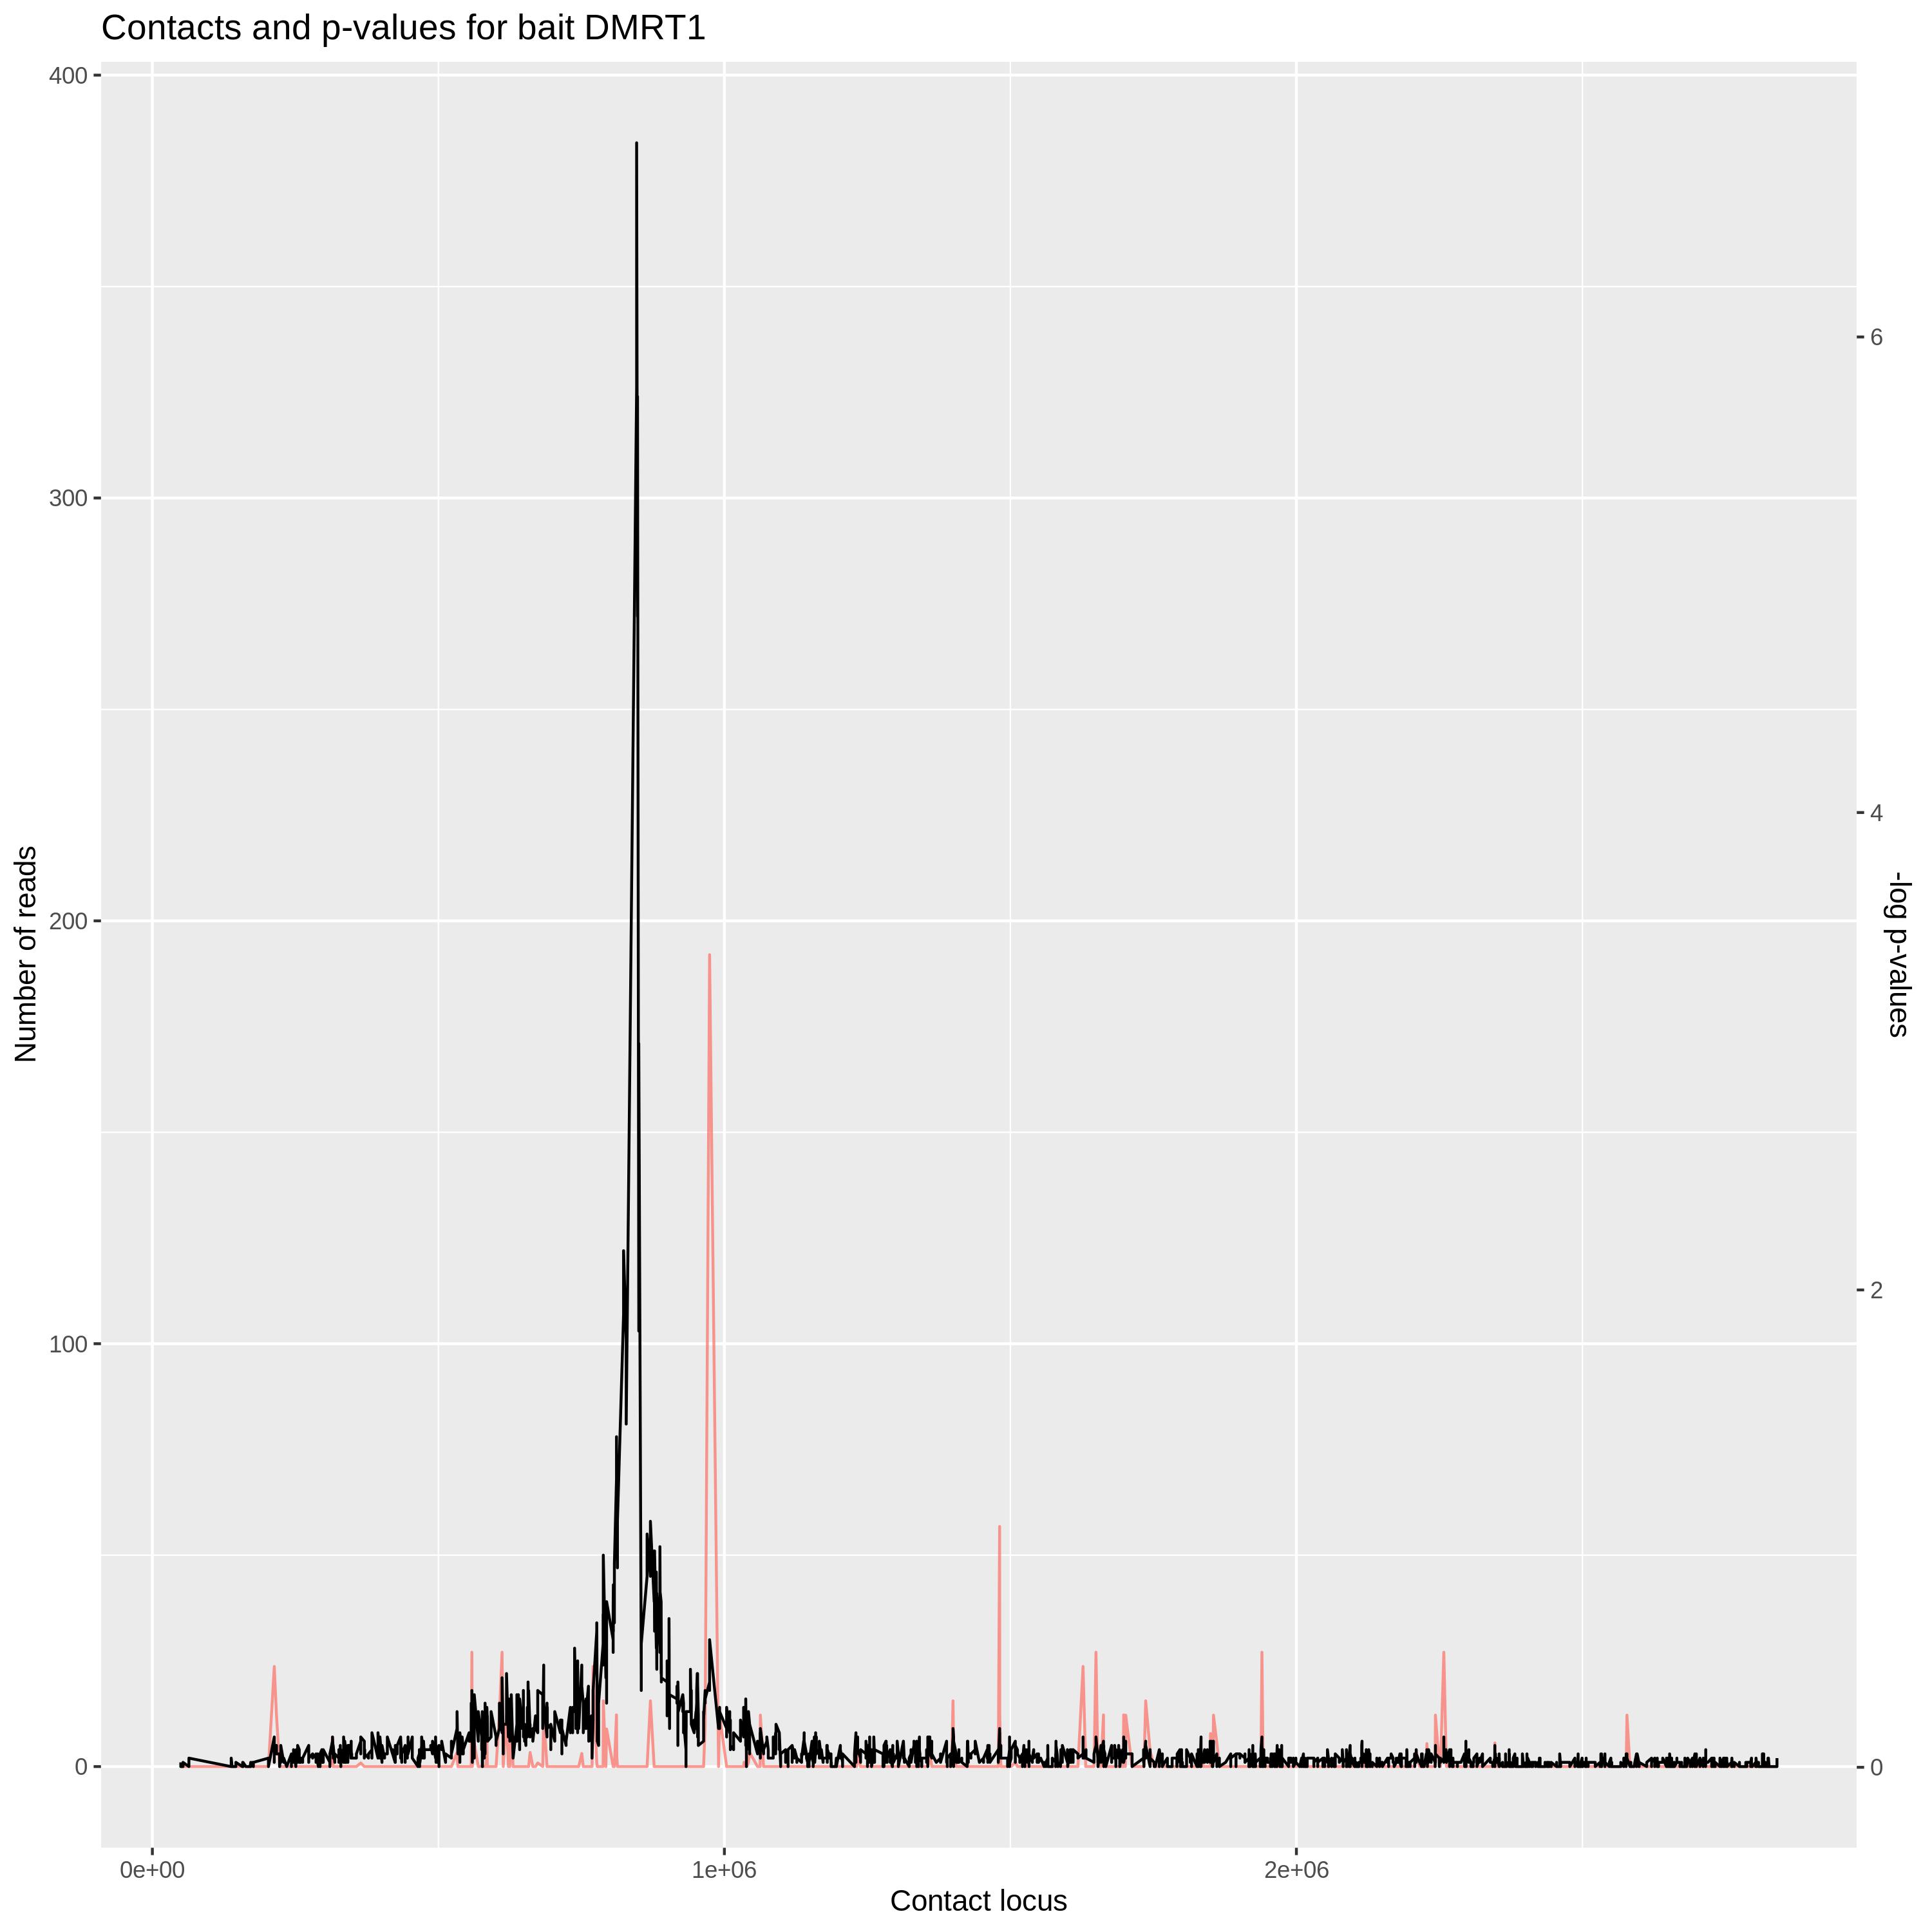 Contacts and p-values for bait DMRT1
400
300
200
100
0
Number of reads
6
4
2
0
-log p-values
0e+00
1e+06
2e+06
Contact locus